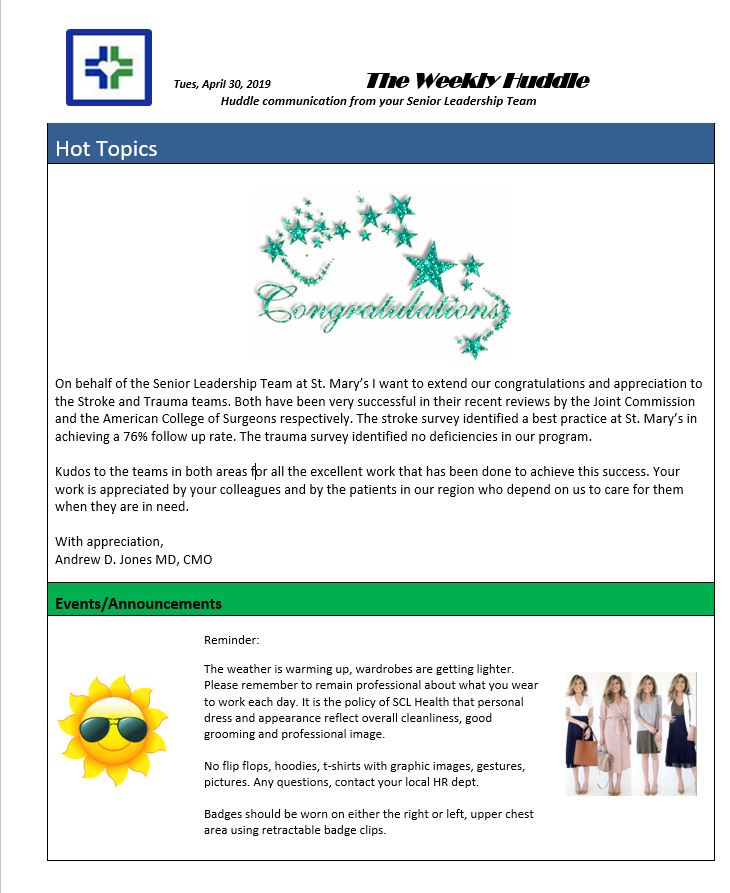 Tues, April 30, 2019 The Weekly Huddle
Huddle communication from your Senior Leadership Team
Hot Topics
Congratulations
On behalf of the Senior Leadership Team at St. Mary’s I want to extend our congratulations and appreciation to
the Stroke and Trauma teams. Both have been very successful in their recent reviews by the Joint Commission
and the American College of Surgeons respectively. The stroke survey identified a best practice at St. Mary’s in
achieving a 76% follow up rate. The trauma survey identified no deficiencies in our program.
Kudos to the teams in both areas for all the excellent work that has been done to achieve this success. Your
work is appreciated by your colleagues and by the patients in our region who depend on us to care for them
when they are in need.
With appreciation,
Andrew D. Jones MD, CMO
Events/Announcements
Reminder:
The weather is warming up, wardrobes are getting lighter.
Please remember to remain professional about what you wear
to work each day. It is the policy of SCL Health that personal
dress and appearance reflect overall cleanliness, good
grooming and professional image.
No flip flops, hoodies, t-shirts with graphic images, gestures,
pictures. Any questions, contact your local HR dept.
Badges should be worn on either the right or left, upper chest
area using retractable badge clips.